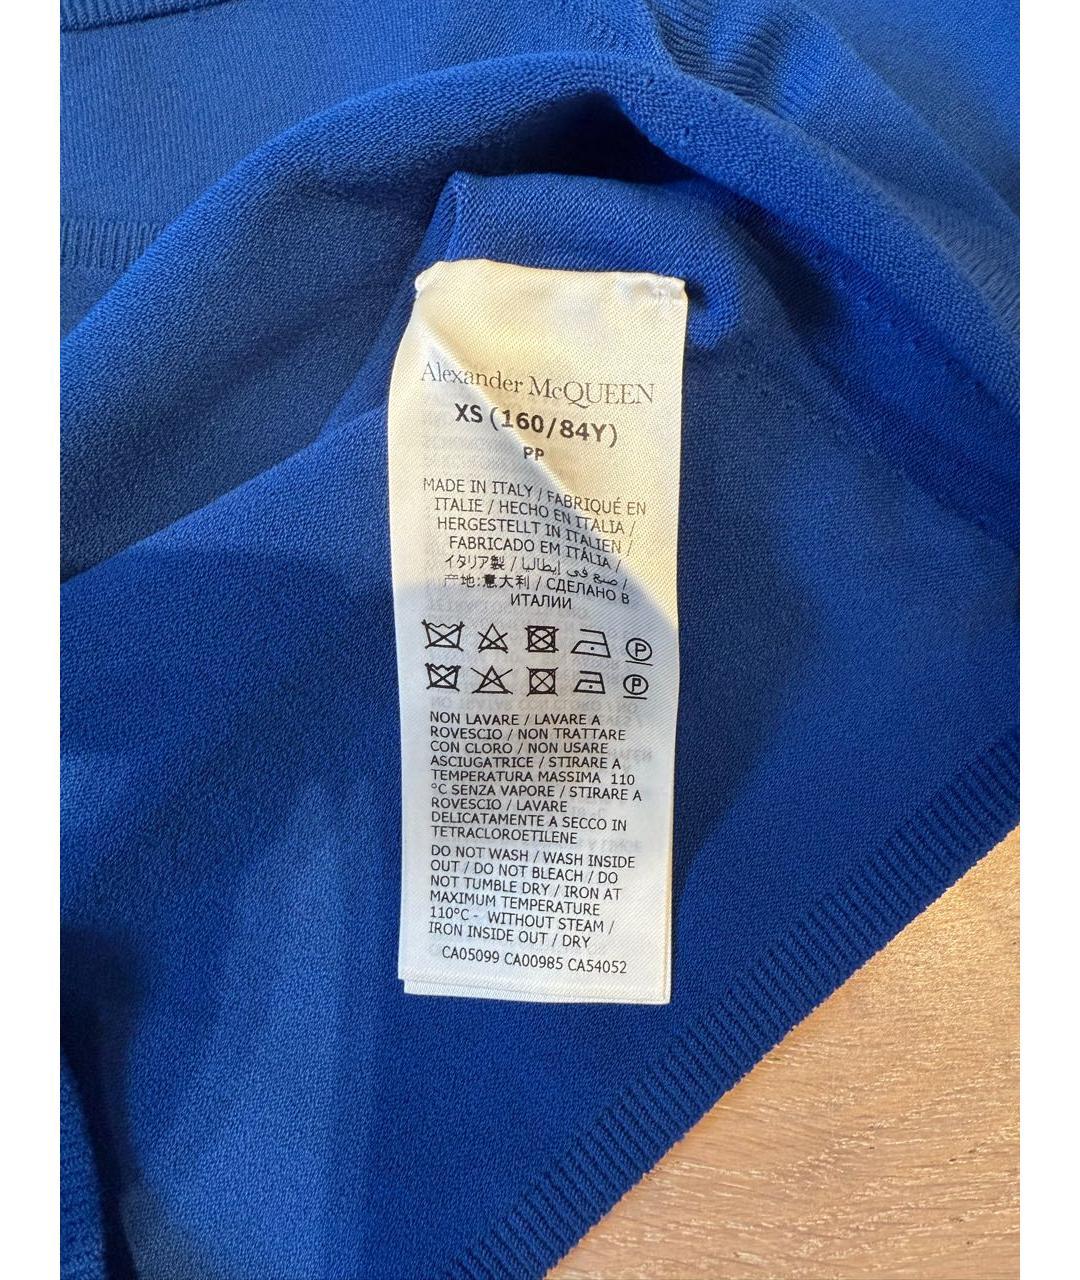 Alexander McQUEEN
XS (160/84Y)
PP
MADE IN ITALY / FABRIQUÉ EN
ITALIE / HECHO EN ITALIA /
HERGESTELLT IN ITALIEN /
FABRICADO EM ITÁLIA /
イタリア製 / صنع في إيطاليا /
产地:意大利 / СДЕЛАНО В
ИТАЛИИ
P
P
NON LAVARE / LAVARE A
ROVESCIO / NON TRATTARE
CON CLORO / NON USARE
ASCIUGATRICE / STIRARE A
TEMPERATURA MASSIMA 110
°C SENZA VAPORE / STIRARE A
ROVESCIO / LAVARE
DELICATAMENTE A SECCO IN
TETRACLOROETILENE
DO NOT WASH / WASH INSIDE
OUT / DO NOT BLEACH / DO
NOT TUMBLE DRY / IRON AT
MAXIMUM TEMPERATURE
110°C - WITHOUT STEAM /
IRON INSIDE OUT / DRY
CA05099 CA00985 CA54052